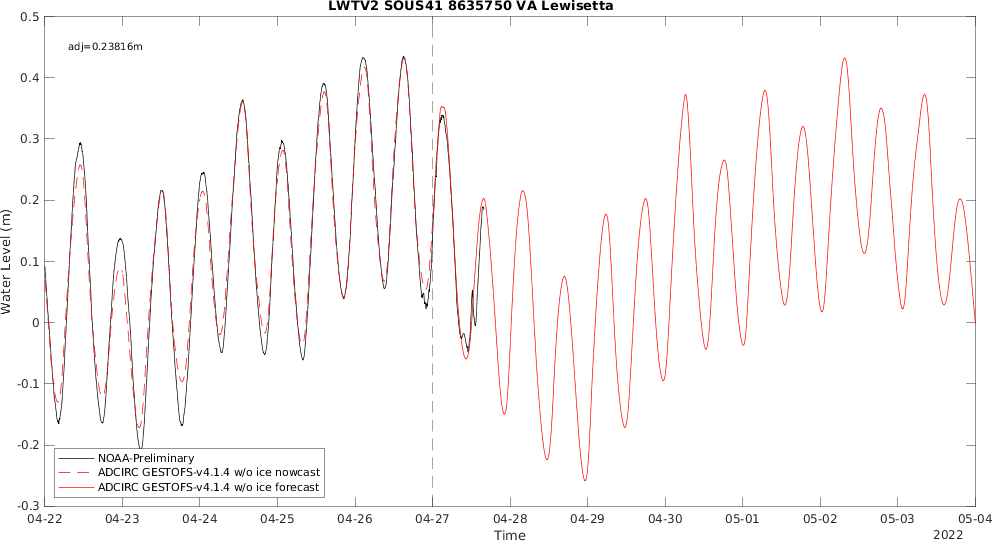 LWTV2 SOUS41 8635750 VA Lewisetta
adj=0.23816m
0.5
0.4
0.3
0.2
0.1
0
-0.1
-0.2
-0.3
Water Level (m)
NOAA-Preliminary
ADCIRC GESTOFS-v4.1.4 w/o ice nowcast
ADCIRC GESTOFS-v4.1.4 w/o ice forecast
04-22 04-23 04-24 04-25 04-26 04-27 04-28 04-29 04-30 05-01 05-02 05-03 05-04
Time
2022